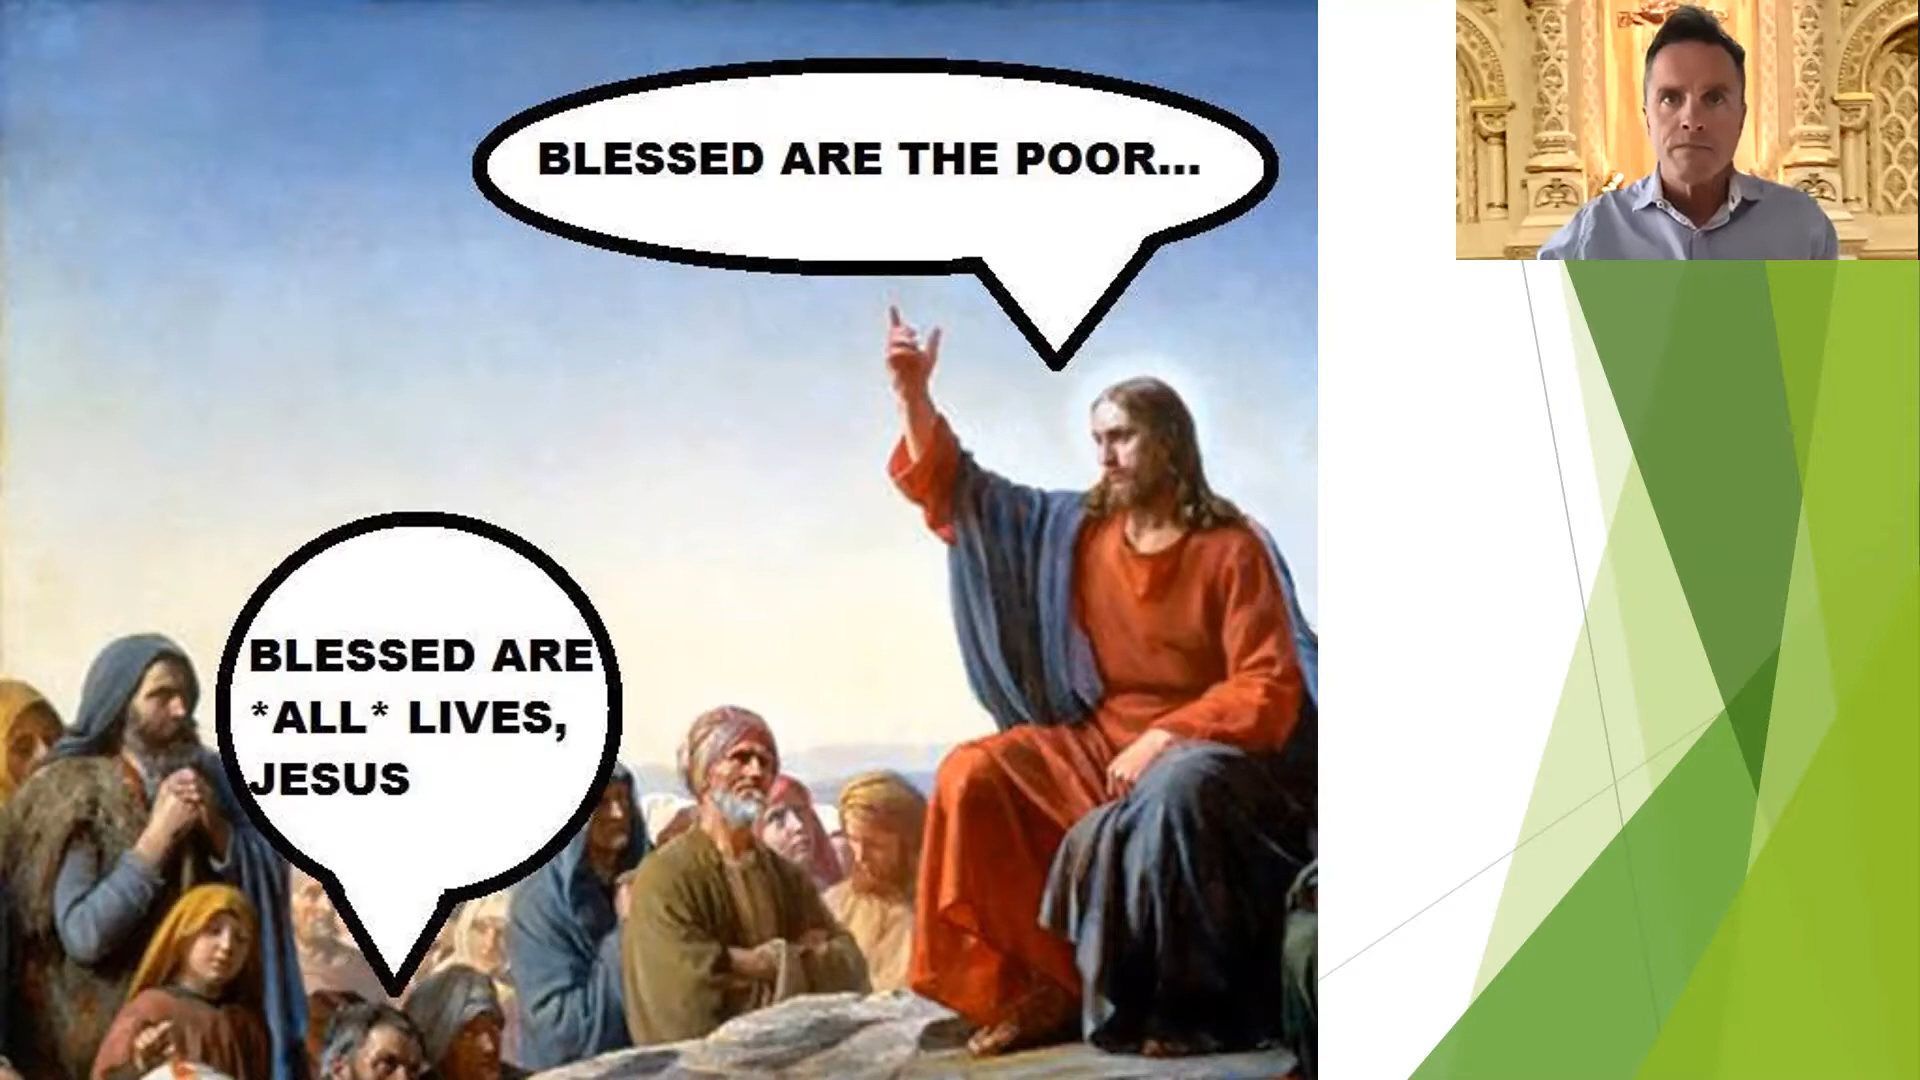 BLESSED ARE THE POOR...
BLESSED ARE
*ALL* LIVES,
JESUS